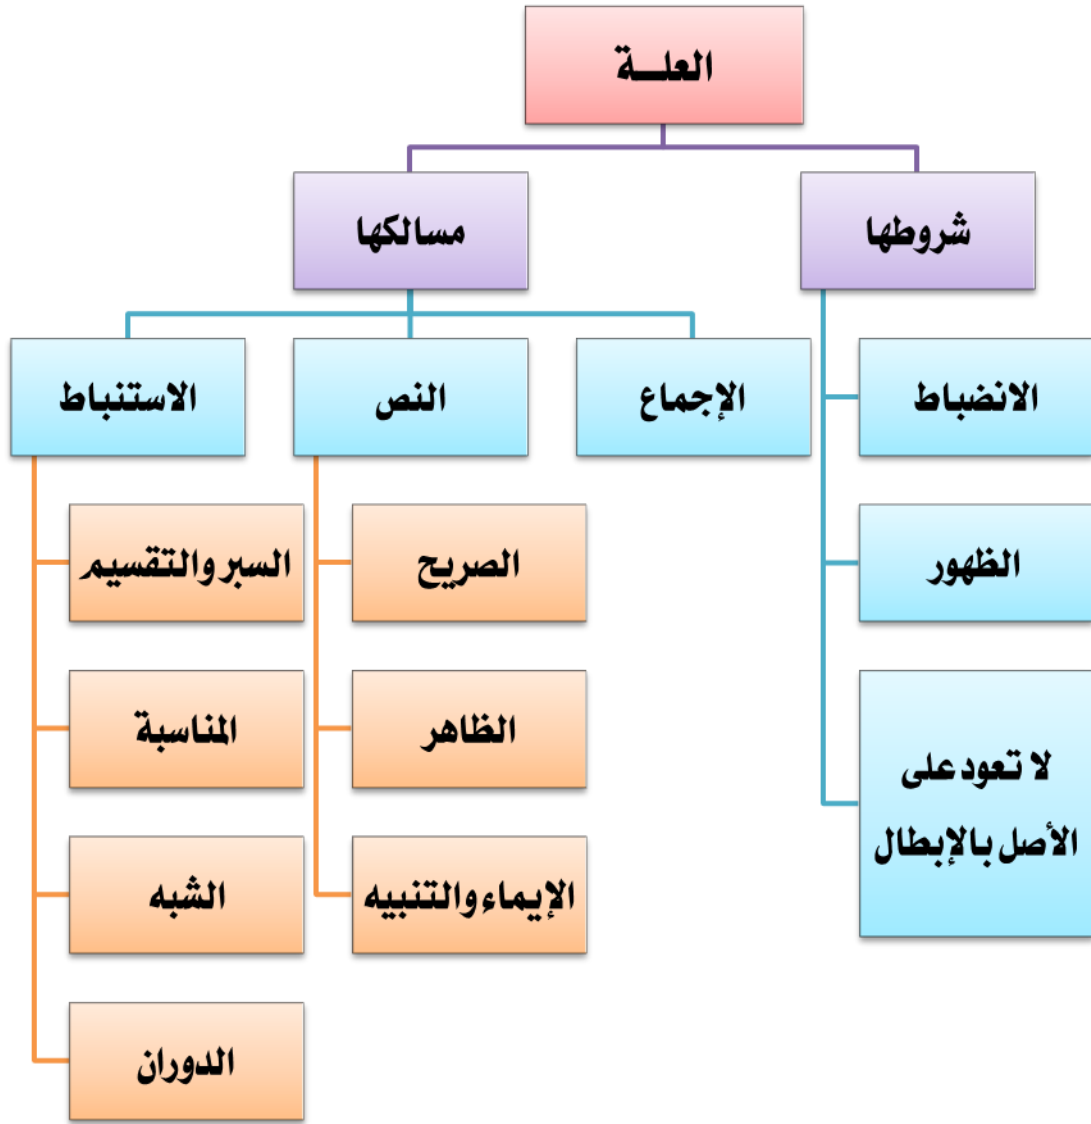 العلـــة
شروطها
مسالكها
الانضباط
الظهور
لا تعود على
الأصل بالإبطال
الإجماع
النص
الصريح
الظاهر
الإيماء والتنبيه
الاستنباط
السبر والتقسيم
المناسبة
الشبه
الدوران